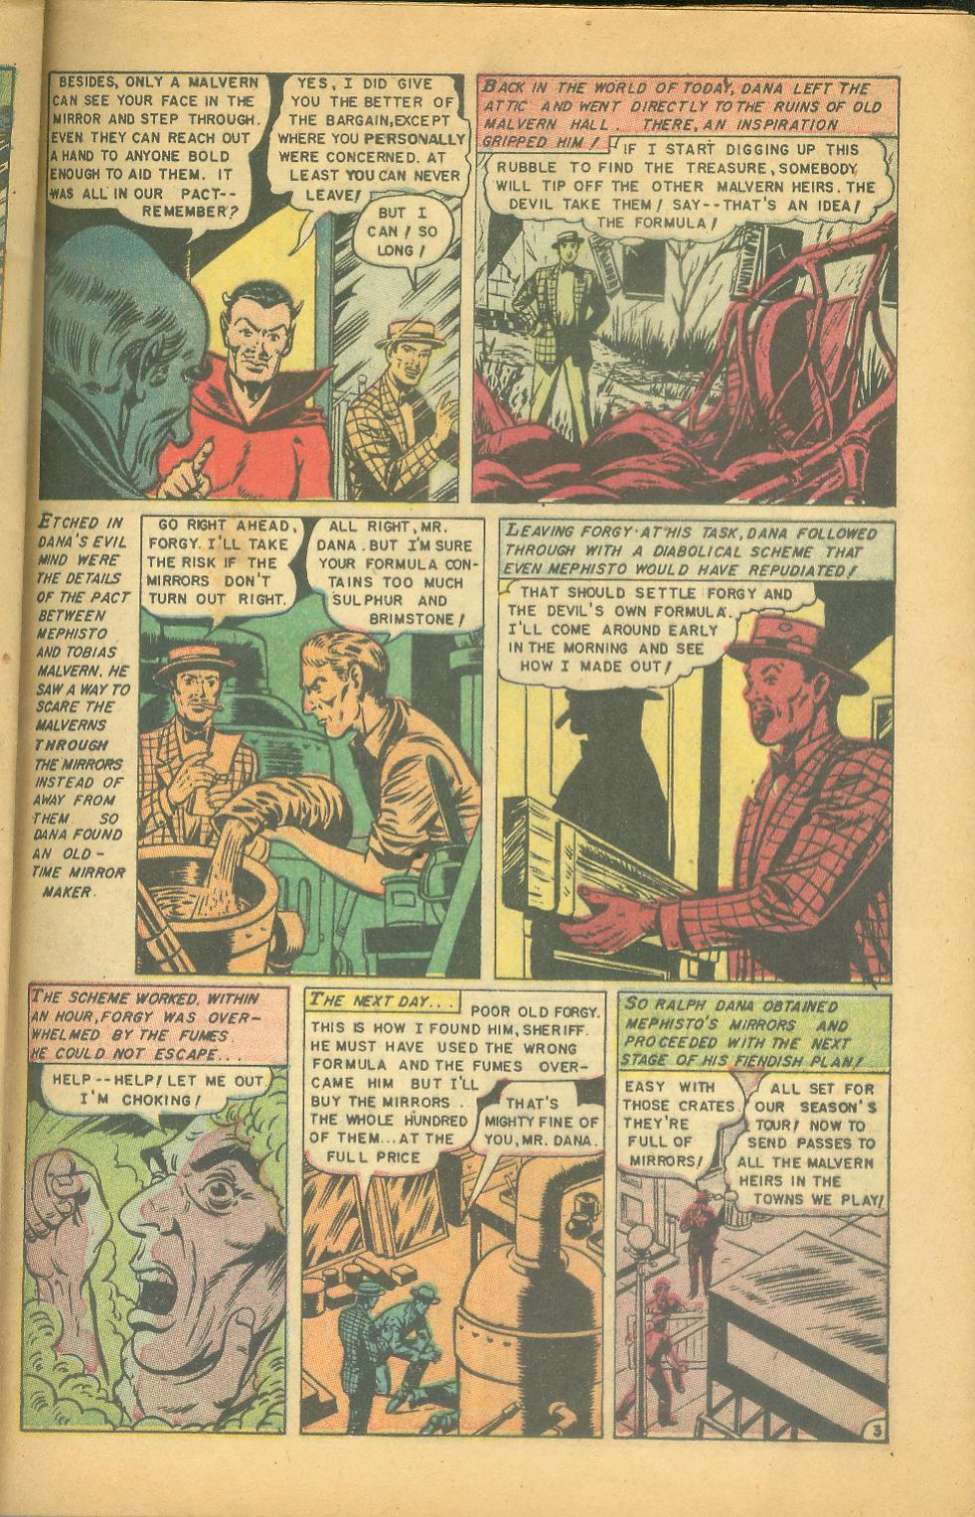 BESIDES, ONLY A MALVERN
CAN SEE YOUR FACE IN THE
MIRROR AND STEP THROUGH.
EVEN THEY CAN REACH OUT
A HAND TO ANYONE BOLD
ENOUGH TO AID THEM. IT
WAS ALL IN OUR PACT--
REMEMBER?
YES, I DID GIVE
YOU THE BETTER OF
THE BARGAIN, EXCEPT
WHERE YOU PERSONALLY
WERE CONCERNED. AT
LEAST YOU CAN NEVER
LEAVE!
BUT I
CAN! SO
LONG!
BACK IN THE WORLD OF TODAY, DANA LEFT THE
ATTIC AND WENT DIRECTLY TO THE RUINS OF OLD
MALVERN HALL. THERE, AN INSPIRATION
GRIPPED HIM!
IF I START DIGGING UP THIS
RUBBLE TO FIND THE TREASURE, SOMEBODY
WILL TIP OFF THE OTHER MALVERN HEIRS. THE
DEVIL TAKE THEM! SAY--THAT'S AN IDEA!
THE FORMULA!
ETCHED IN
DANA'S EVIL
MIND WERE
THE DETAILS
OF THE PACT
BETWEEN
MEPHISTO
AND TOBIAS
MALVERN. HE
SAW A WAY TO
SCARE THE
MALVERNS
THROUGH
THE MIRRORS
INSTEAD OF
AWAY FROM
THEM SO
DANA FOUND
AN OLD-
TIME MIRROR
MAKER.
GO RIGHT AHEAD,
FORGY. I'LL TAKE
THE RISK IF THE
MIRRORS DON'T
TURN OUT RIGHT.
ALL RIGHT, MR.
DANA. BUT I'M SURE
YOUR FORMULA CON-
TAINS TOO MUCH
SULPHUR AND
BRIMSTONE!
LEAVING FORGY AT HIS TASK, DANA FOLLOWED
THROUGH WITH A DIABOLICAL SCHEME THAT
EVEN MEPHISTO WOULD HAVE REPUDIATED!
THAT SHOULD SETTLE FORGY AND
THE DEVIL'S OWN FORMULA.
I'LL COME AROUND EARLY
IN THE MORNING AND SEE
HOW I MADE OUT!
THE SCHEME WORKED. WITHIN
AN HOUR, FORGY WAS OVER-
WHELMED BY THE FUMES.
HE COULD NOT ESCAPE...
HELP--HELP! LET ME OUT
I'M CHOKING!
THE NEXT DAY...
POOR OLD FORGY.
THIS IS HOW I FOUND HIM, SHERIFF.
HE MUST HAVE USED THE WRONG
FORMULA AND THE FUMES OVER-
CAME HIM BUT I'LL
BUY THE MIRRORS.
THE WHOLE HUNDRED
OF THEM...AT THE
FULL PRICE
THAT'S
MIGHTY FINE OF
YOU, MR. DANA.
SO RALPH DANA OBTAINED
MEPHISTO'S MIRRORS AND
PROCEEDED WITH THE NEXT
STAGE OF HIS FIENDISH PLAN!
EASY WITH
THOSE CRATES.
THEY'RE
FULL OF
MIRRORS!
ALL SET FOR
OUR SEASON'S
TOUR! NOW TO
SEND PASSES TO
ALL THE MALVERN
HEIRS IN THE
TOWNS WE PLAY!
3